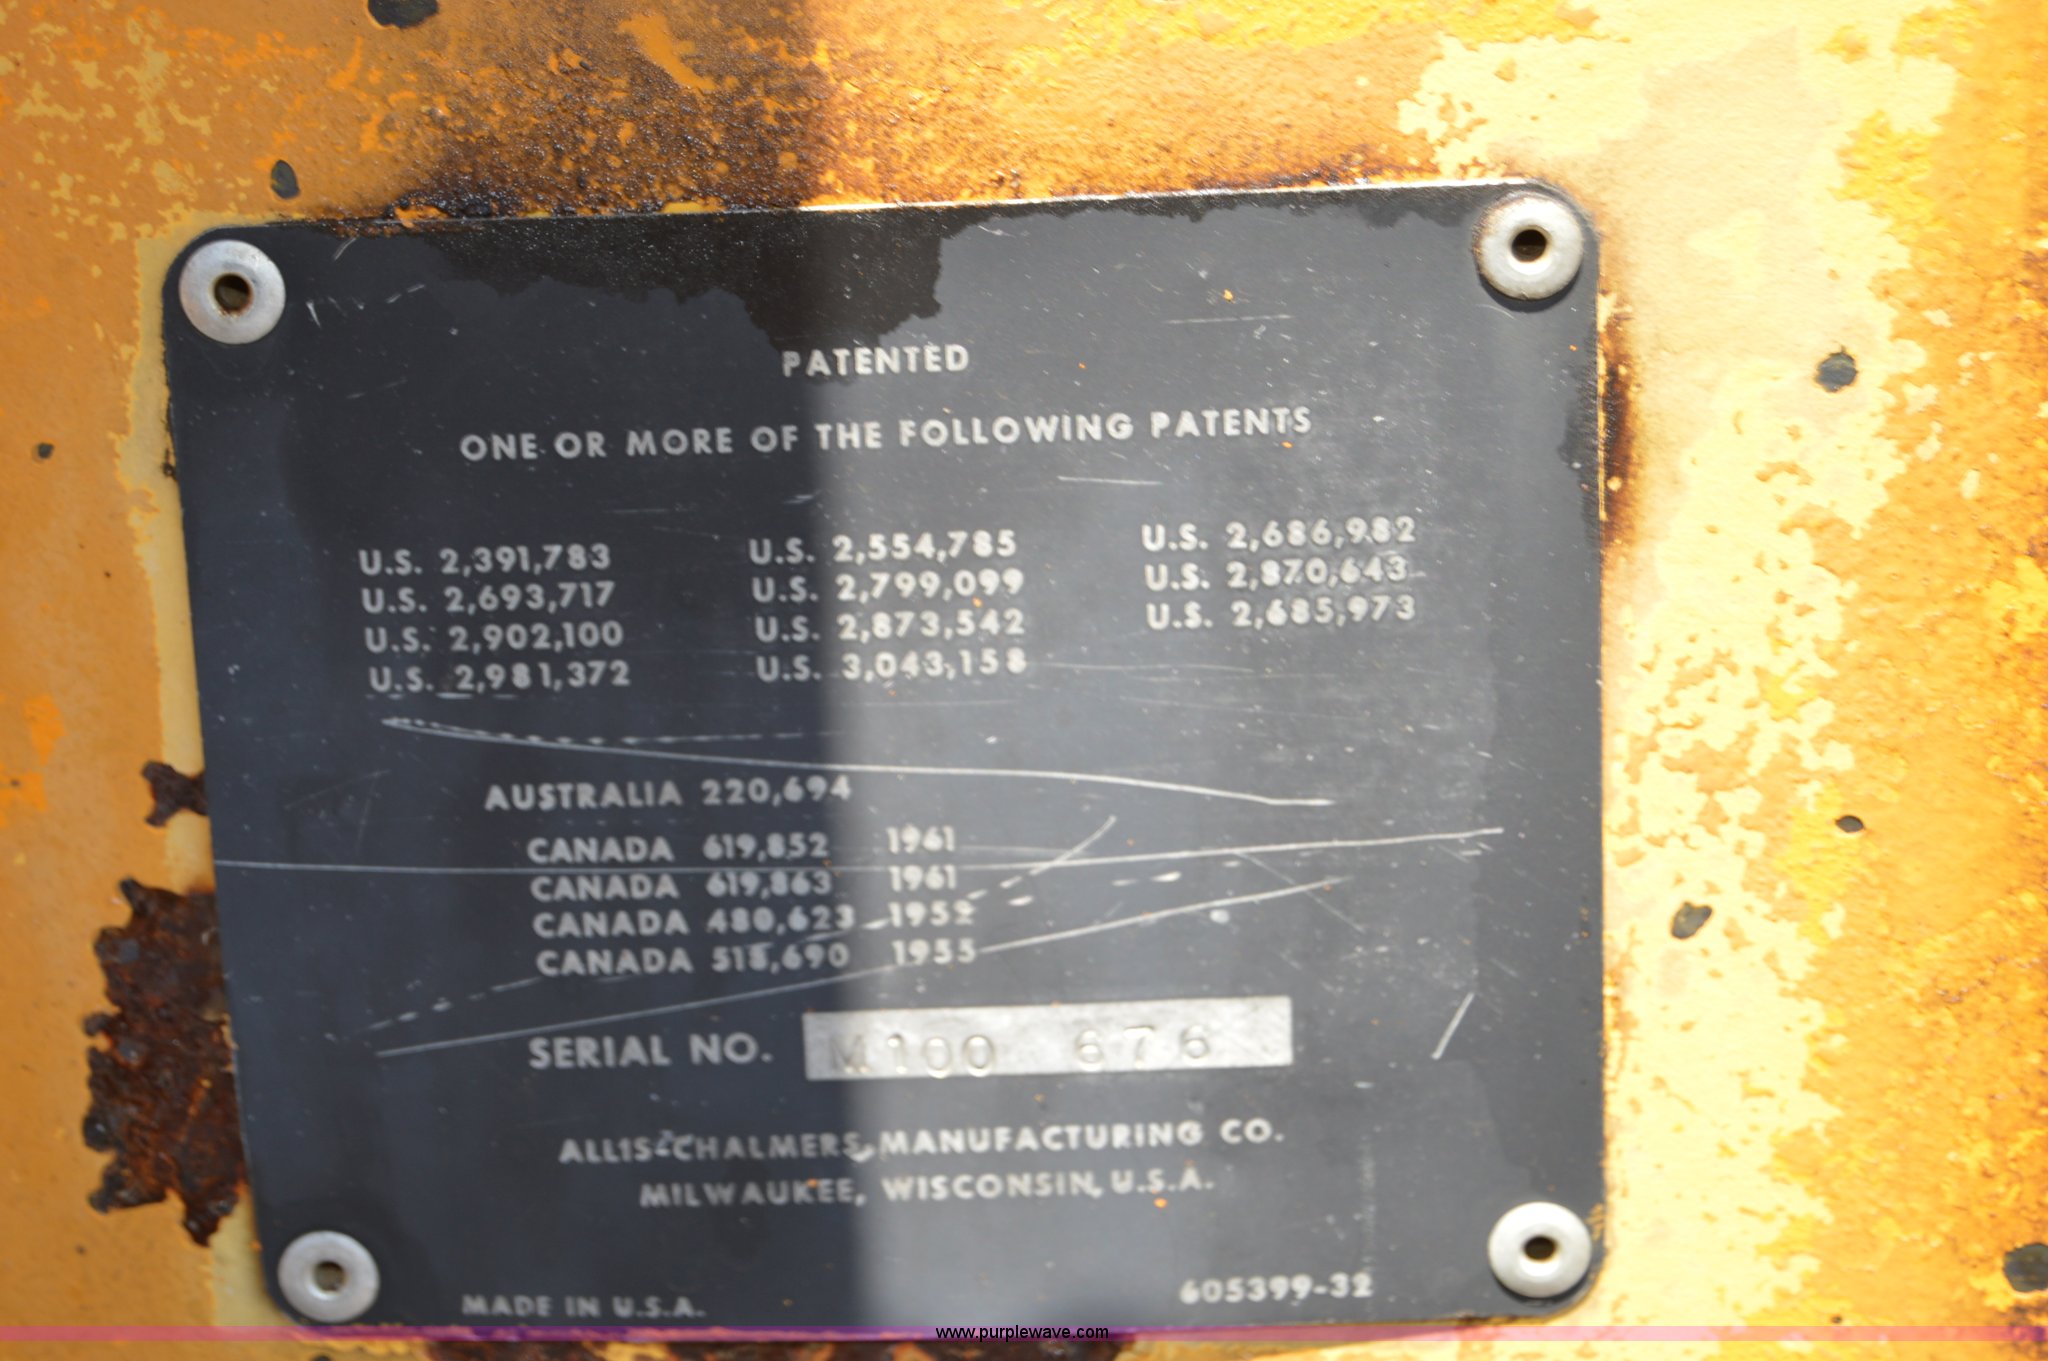 PATENTED
ONE OR MORE OF THE FOLLOWING PATENTS
U.S. 2,391,783 U.S. 2,554,785 U.S. 2,686,982
U.S. 2,693,717 U.S. 2,799,099 U.S. 2,870,643
U.S. 2,902,100 U.S. 2,873,542 U.S. 2,685,973
U.S. 2,981,372 U.S. 3,043,158
AUSTRALIA 220,694
CANADA 619,852 1961
CANADA 619,863 1961
CANADA 480,623 1952
CANADA 515,690 1955
SERIAL NO. M100 676
ALLIS-CHALMERS MANUFACTURING CO.
MILWAUKEE, WISCONSIN, U.S.A.
MADE IN U.S.A. 605399-32
www.purplewave.com